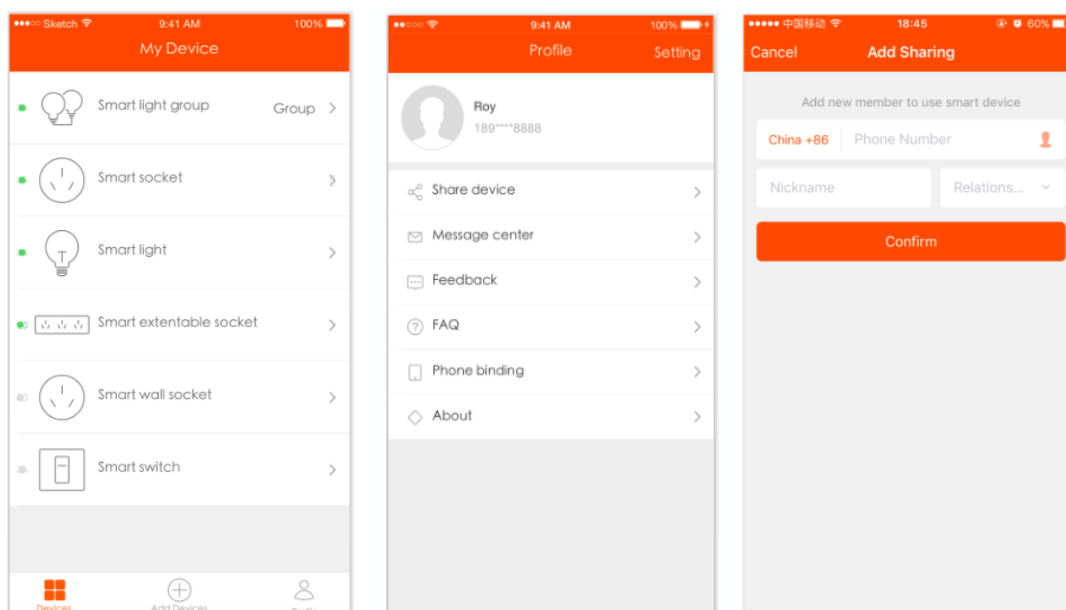 Sketch 9:41 AM 100%
My Device
Smart light group Group
Smart socket
Smart light
Smart extentable socket
Smart wall socket
Smart switch
Devices Add Devices Profile
9:41 AM 100%
Profile Setting
Roy
189****8888
Share device
Message center
Feedback
FAQ
Phone binding
About
中国移动 18:45 60%
Cancel Add Sharing
Add new member to use smart device
China +86 Phone Number
Nickname Relations...
Confirm